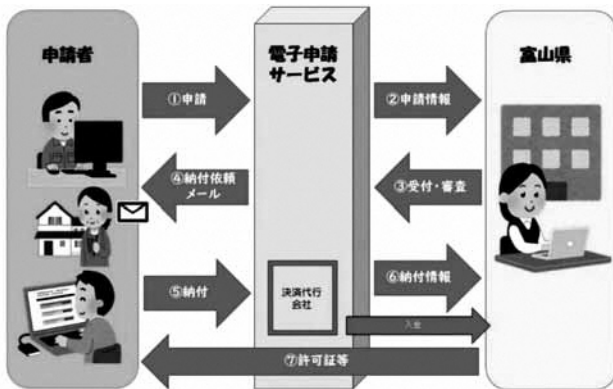 申請者
電子申請
サービス
富山県
①申請
②申請情報
④納付依頼
メール
③受付・審査
⑤納付
決済代行
会社
⑥納付情報
入金
⑦許可証等